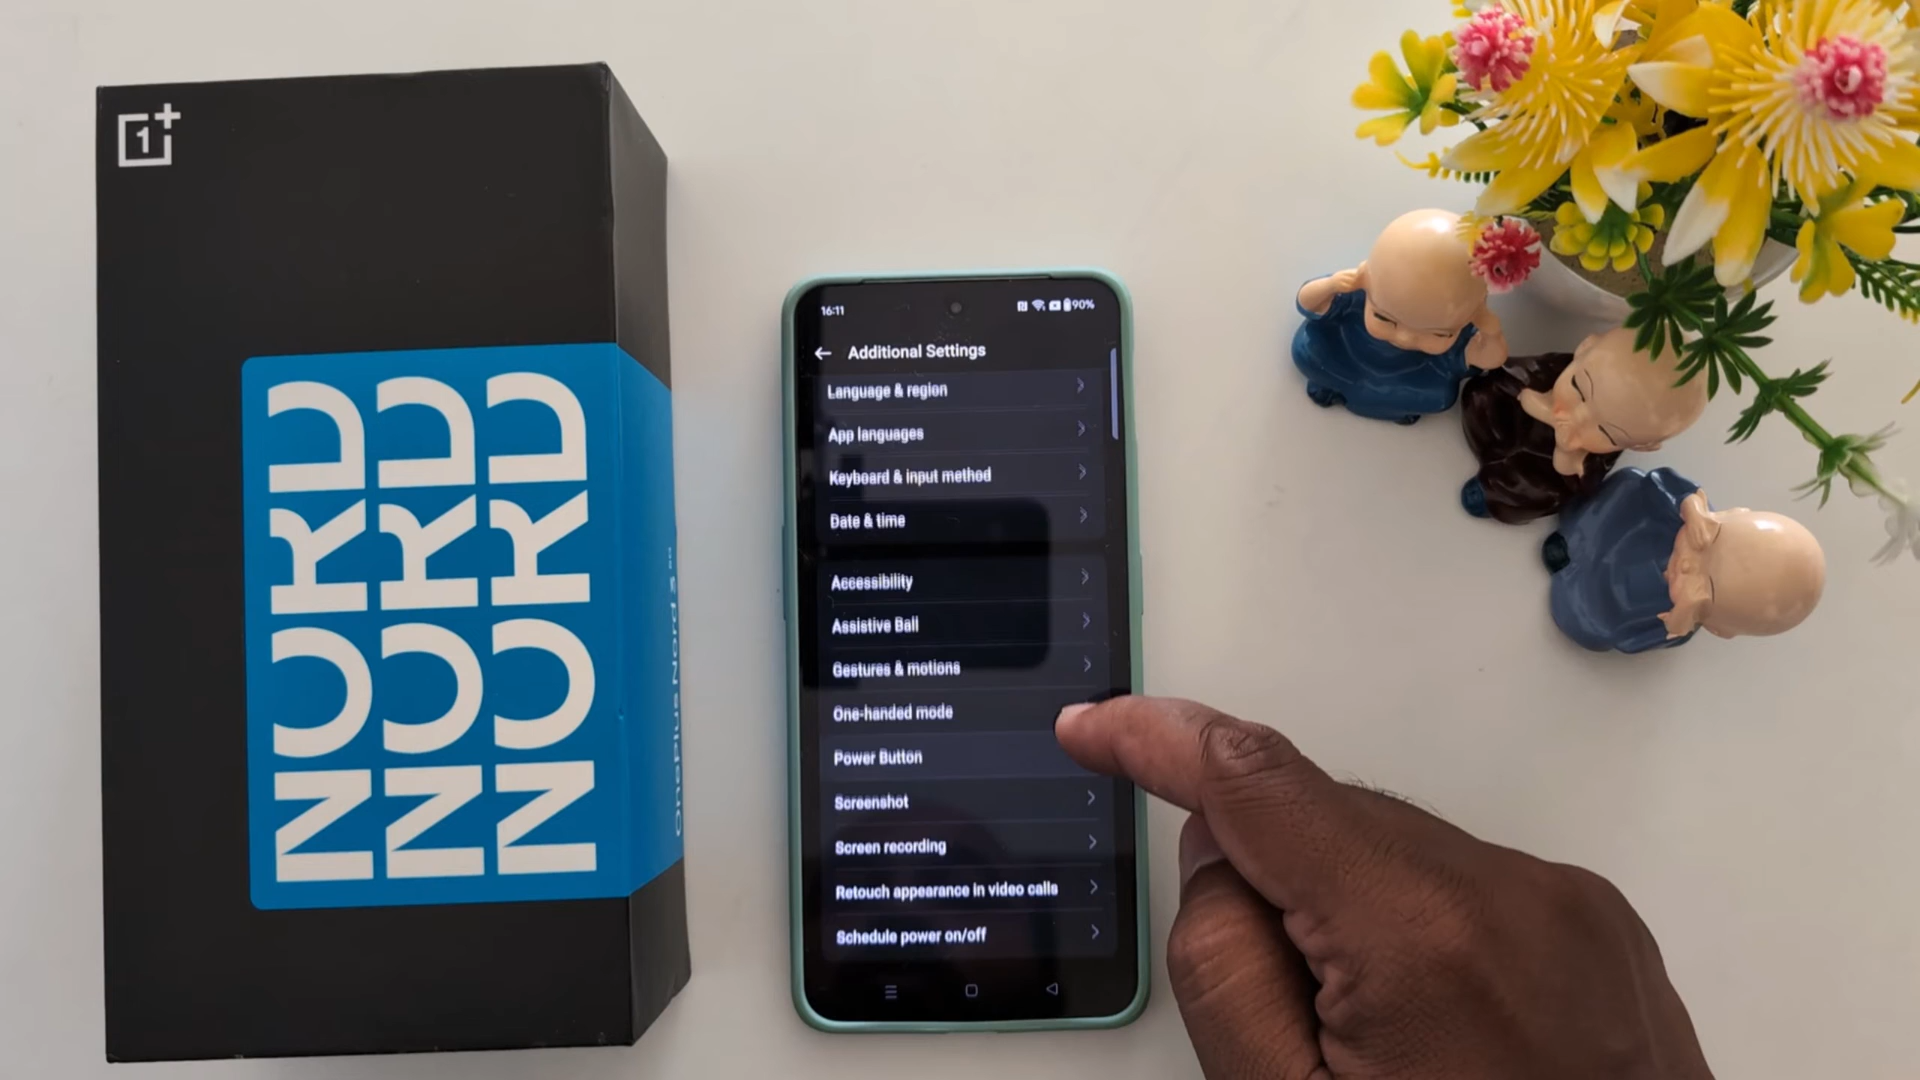 1+
NORD
NORD
NORD
OnePlus Nord 3 5G
16:11
90%
Additional Settings
Language & region
App languages
Keyboard & input method
Date & time
Accessibility
Assistive Ball
Gestures & motions
One-handed mode
Power Button
Screenshot
Screen recording
Retouch appearance in video calls
Schedule power on/off